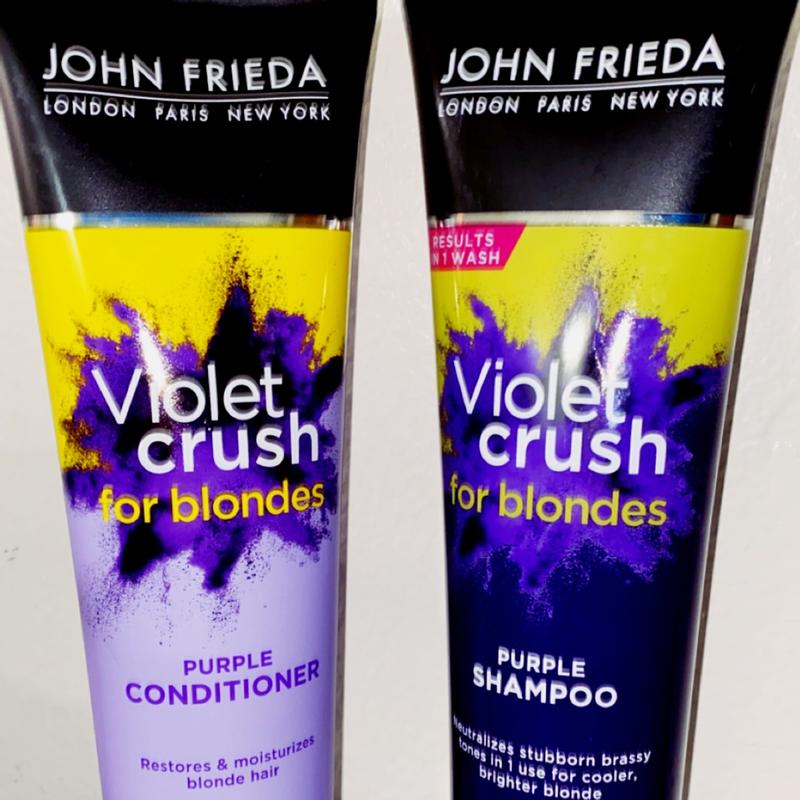 JOHN FRIEDA
LONDON PARIS NEW YORK
Violet
crush
for blondes
PURPLE
CONDITIONER
Restores & moisturizes
blonde hair
JOHN FRIEDA
LONDON PARIS NEW YORK
RESULTS
IN 1 WASH
Violet
crush
for blondes
PURPLE
SHAMPOO
Neutralizes stubborn brassy
tones in 1 use for cooler,
brighter blonde